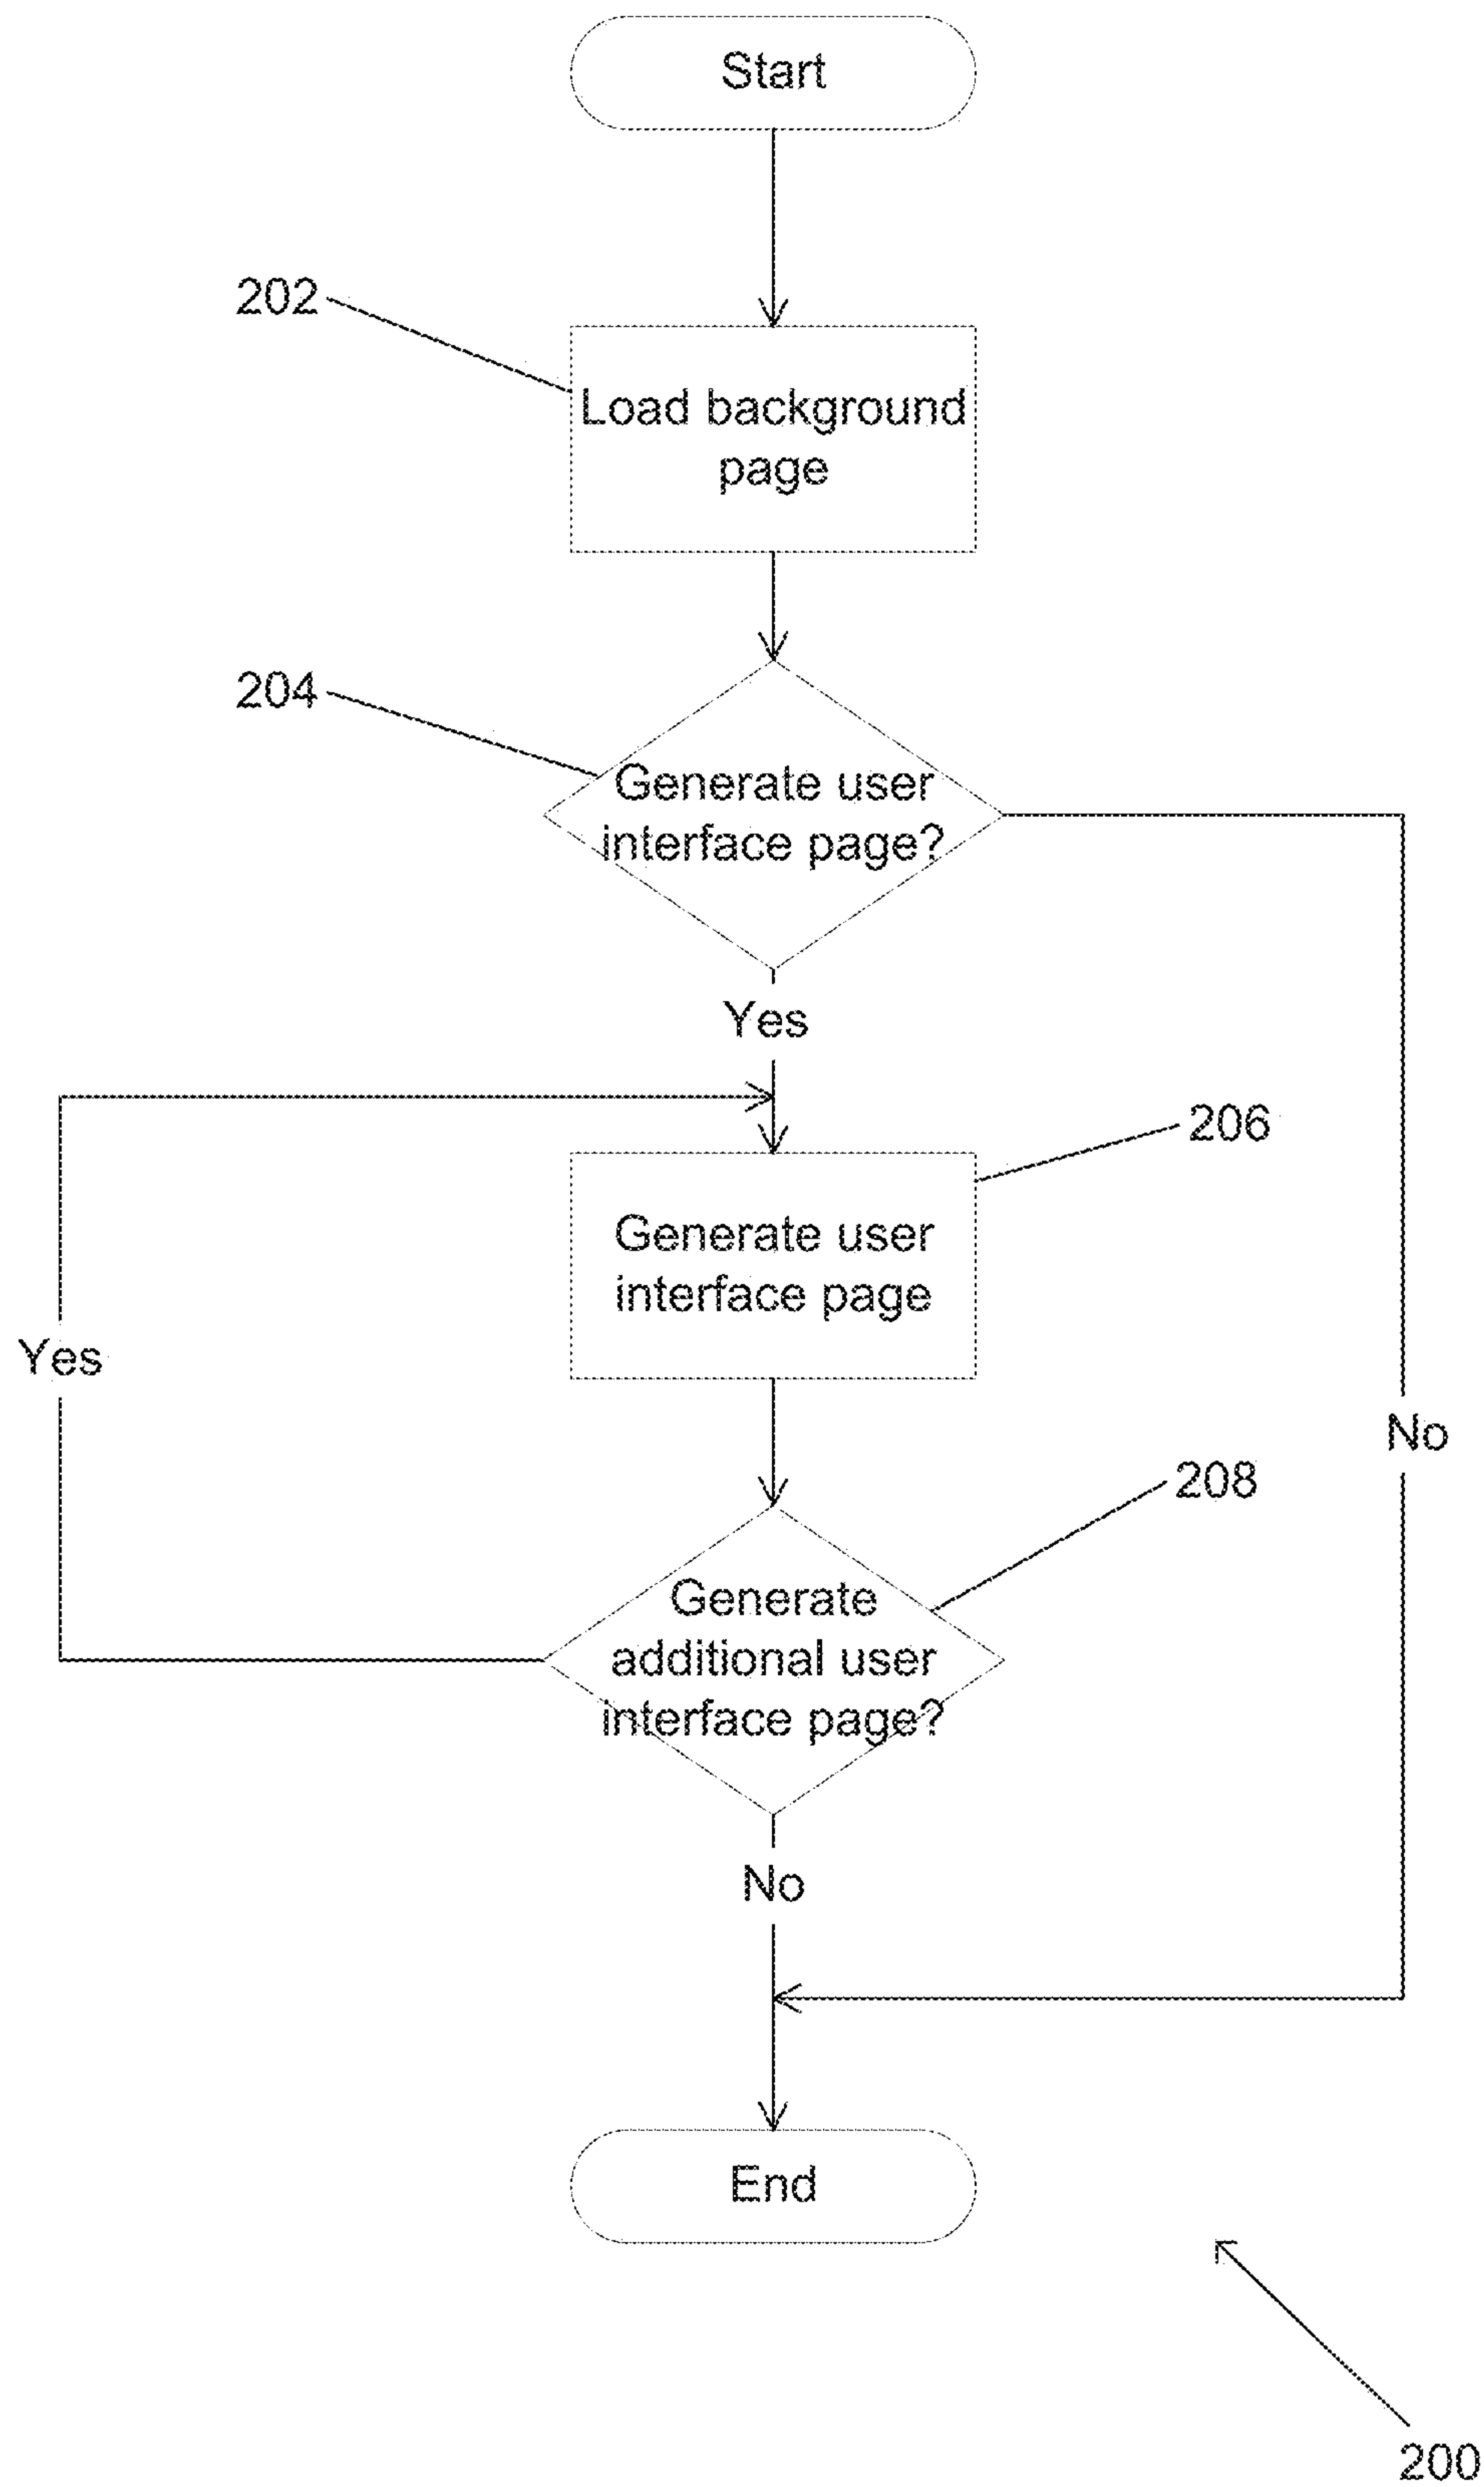 Start
202
Load background
page
204
Generate user
interface page?
Yes
206
Generate user
interface page
Yes
No
208
Generate
additional user
interface page?
No
End
200